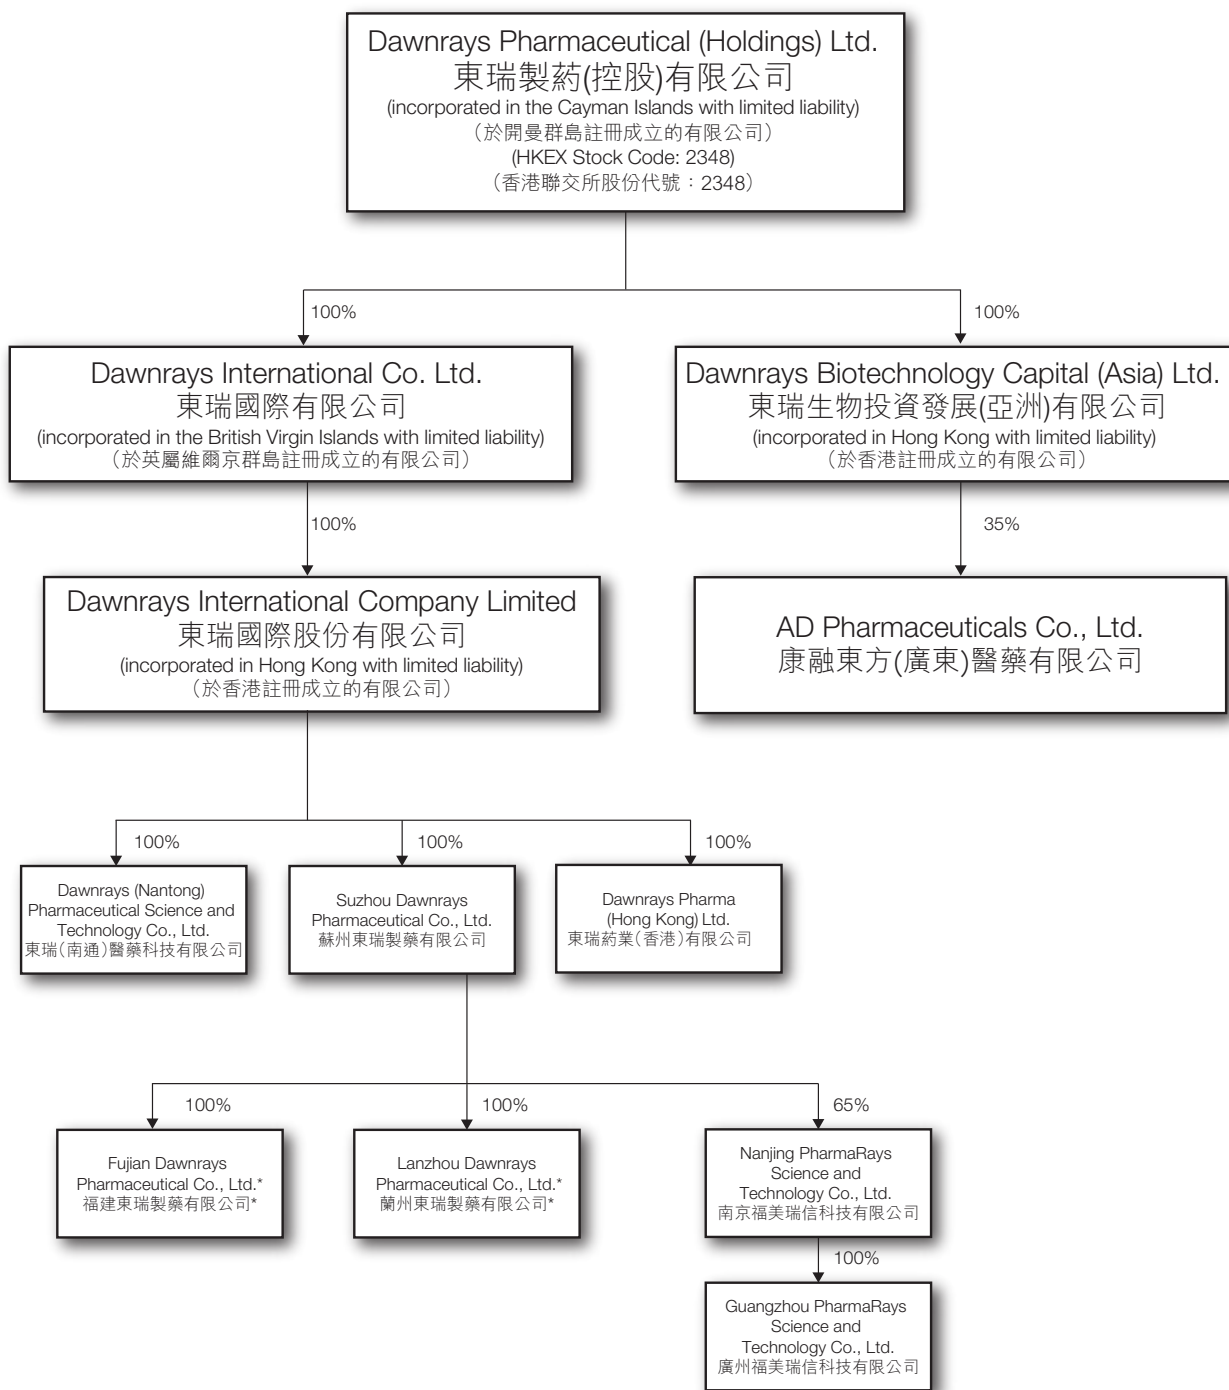 Dawnrays Pharmaceutical (Holdings) Ltd.
東瑞製葯(控股)有限公司
(incorporated in the Cayman Islands with limited liability)
（於開曼群島註冊成立的有限公司）
(HKEX Stock Code: 2348)
（香港聯交所股份代號：2348）
100%
100%
Dawnrays International Co. Ltd.
東瑞國際有限公司
(incorporated in the British Virgin Islands with limited liability)
（於英屬維爾京群島註冊成立的有限公司）
Dawnrays Biotechnology Capital (Asia) Ltd.
東瑞生物投資發展(亞洲)有限公司
(incorporated in Hong Kong with limited liability)
（於香港註冊成立的有限公司）
100%
35%
Dawnrays International Company Limited
東瑞國際股份有限公司
(incorporated in Hong Kong with limited liability)
（於香港註冊成立的有限公司）
AD Pharmaceuticals Co., Ltd.
康融東方(廣東)醫藥有限公司
100%
100%
100%
Dawnrays (Nantong)
Pharmaceutical Science and
Technology Co., Ltd.
東瑞（南通）醫藥科技有限公司
Suzhou Dawnrays
Pharmaceutical Co., Ltd.
蘇州東瑞製藥有限公司
Dawnrays Pharma
(Hong Kong) Ltd.
東瑞葯業（香港）有限公司
100%
100%
65%
Fujian Dawnrays
Pharmaceutical Co., Ltd.*
福建東瑞製藥有限公司*
Lanzhou Dawnrays
Pharmaceutical Co., Ltd.*
蘭州東瑞製藥有限公司*
Nanjing PharmaRays
Science and
Technology Co., Ltd.
南京福美瑞信科技有限公司
100%
Guangzhou PharmaRays
Science and
Technology Co., Ltd.
廣州福美瑞信科技有限公司